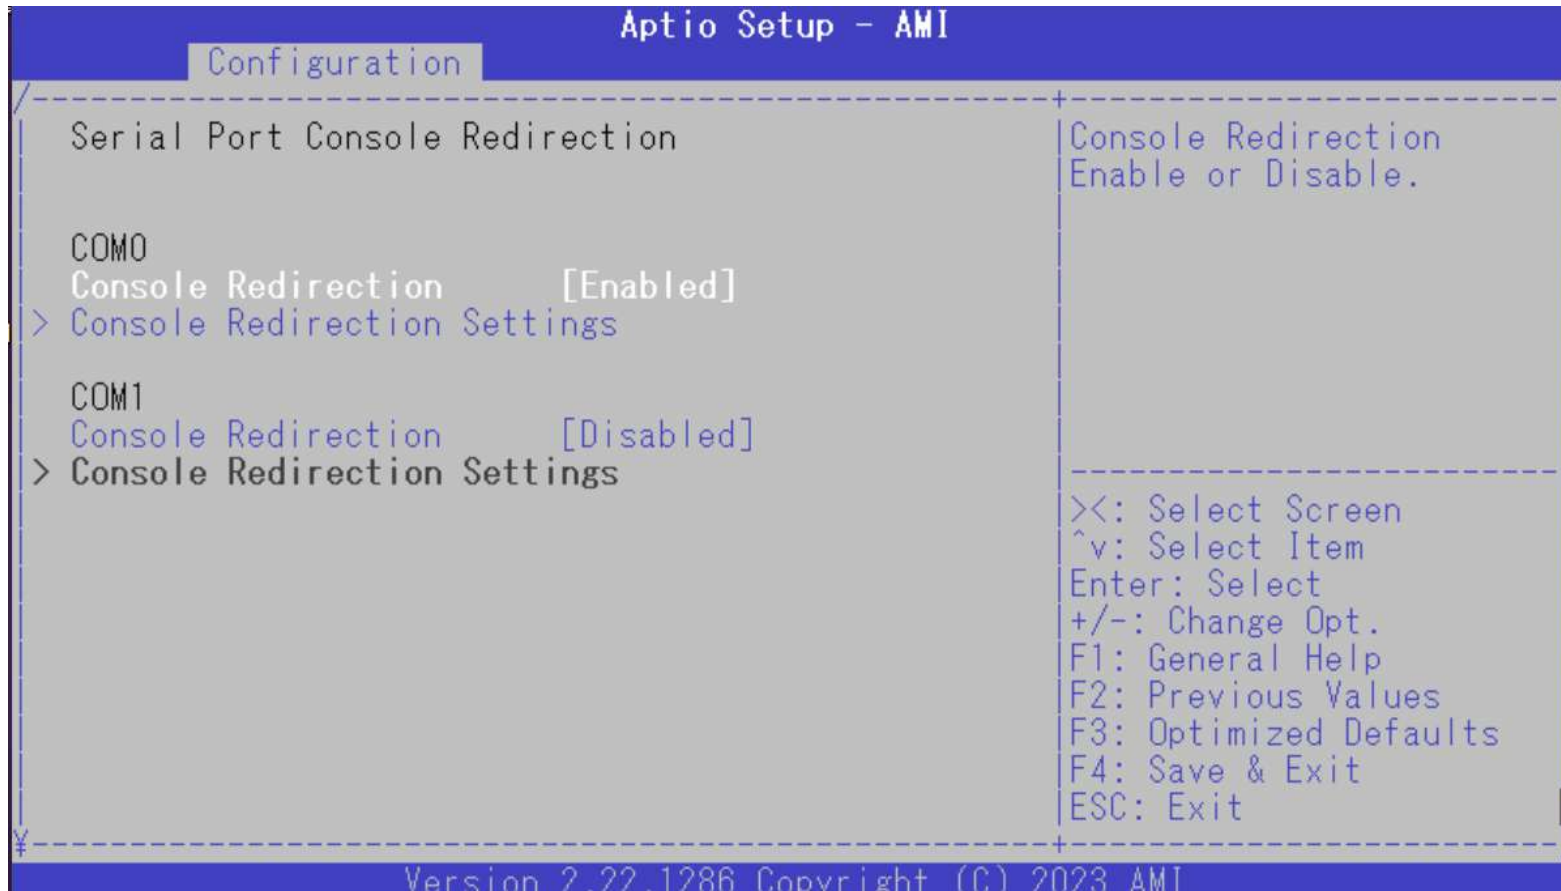 Aptio Setup - AMI
Configuration
Serial Port Console Redirection
COM0
Console Redirection [Enabled]
> Console Redirection Settings
COM1
Console Redirection [Disabled]
> Console Redirection Settings
Console Redirection
Enable or Disable.
><: Select Screen
^v: Select Item
Enter: Select
+/-: Change Opt.
F1: General Help
F2: Previous Values
F3: Optimized Defaults
F4: Save & Exit
ESC: Exit
Version 2.22.1286 Copyright (C) 2023 AMI